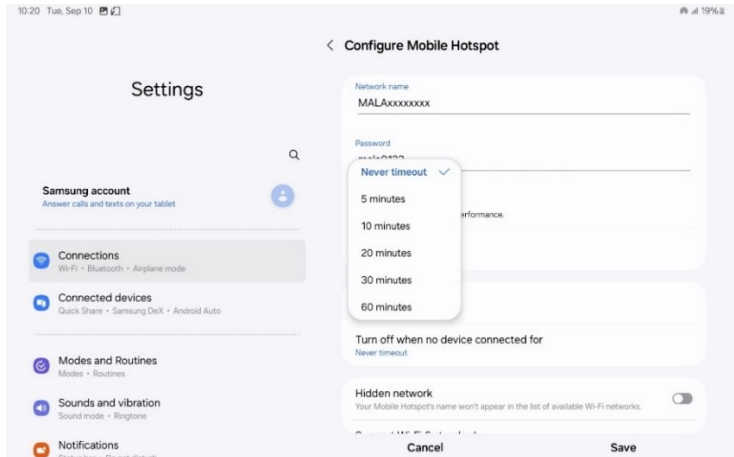 10:20 Tue, Sep 10
19%
Configure Mobile Hotspot
Settings
Network name
MALAxxxxxxxx
Password
Never timeout
5 minutes
10 minutes
20 minutes
30 minutes
60 minutes
performance.
Turn off when no device connected for
Never timeout
Hidden network
Your Mobile Hotspot's name won't appear in the list of available Wi-Fi networks.
Cancel
Save
Samsung account
Answer calls and texts on your tablet
Connections
Wi-Fi • Bluetooth • Airplane mode
Connected devices
Quick Share • Samsung DeX • Android Auto
Modes and Routines
Modes • Routines
Sounds and vibration
Sound mode • Ringtone
Notifications